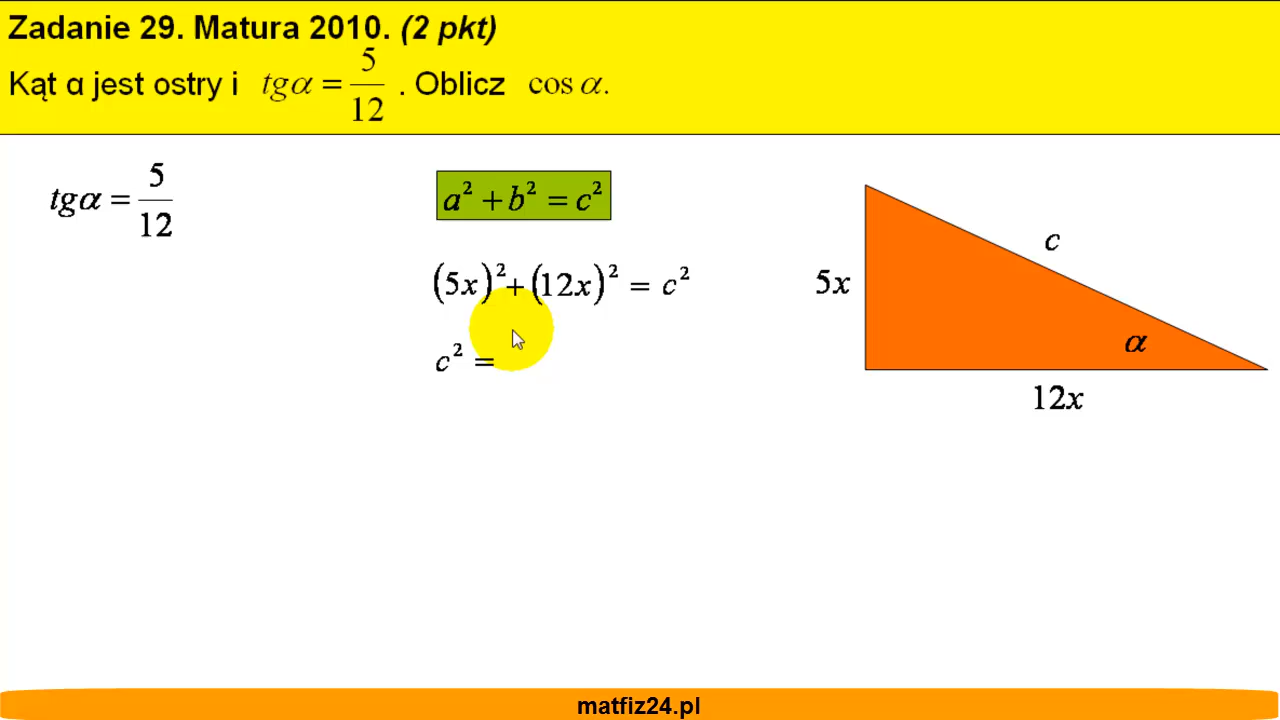 Zadanie 29. Matura 2010. (2 pkt)
Kąt α jest ostry i tgα = 5/12 . Oblicz cos α.
tgα = 5/12
a² + b² = c²
(5x)² + (12x)² = c²
c² =
c
5x
α
12x
matfiz24.pl